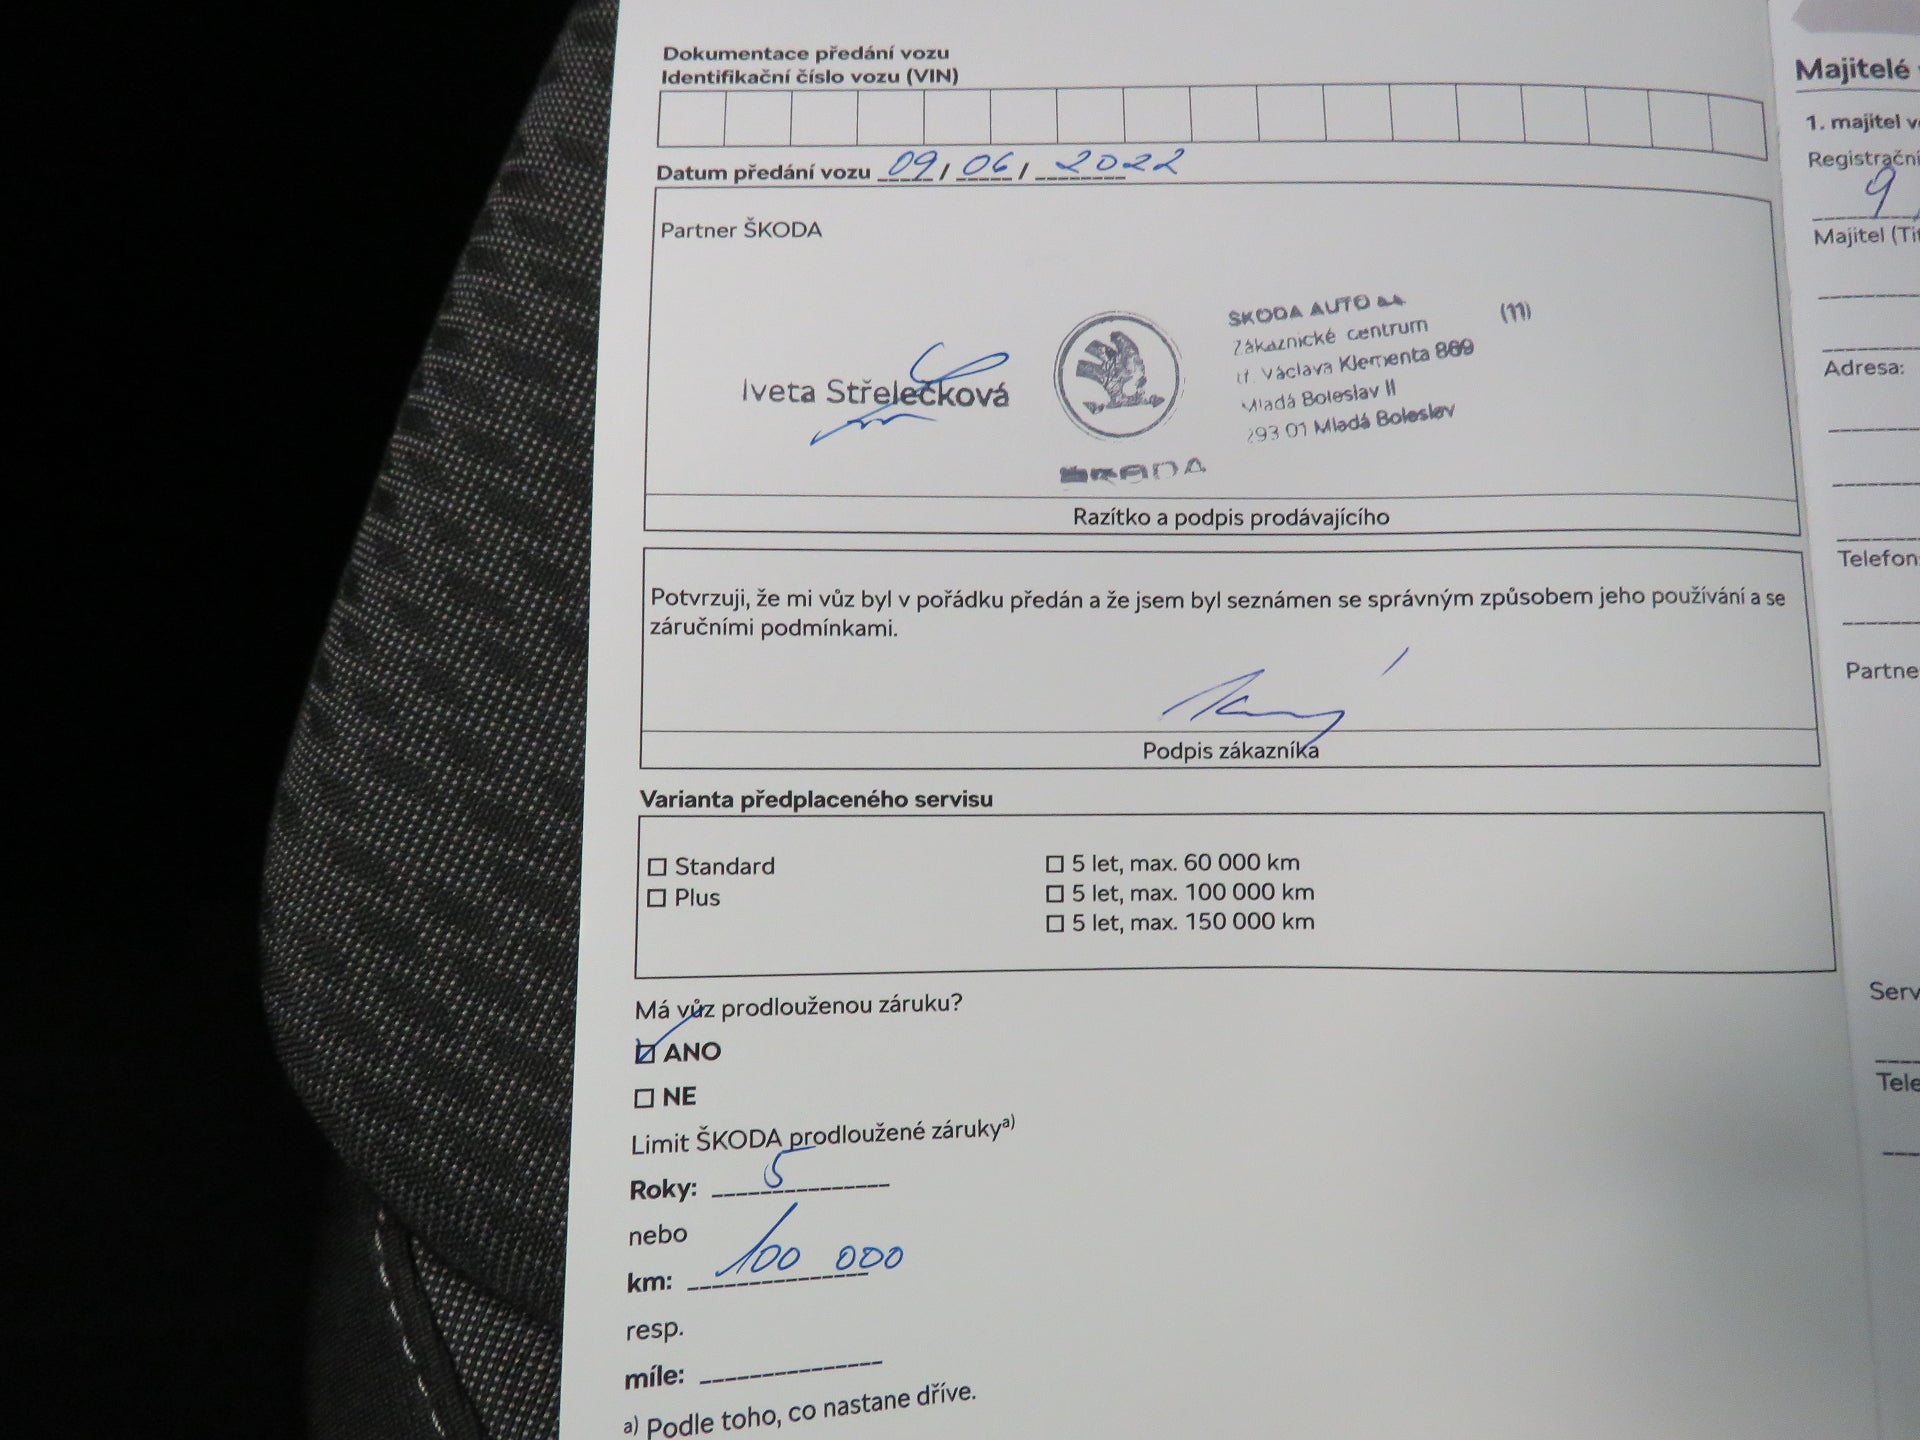 Dokumentace předání vozu
Identifikační číslo vozu (VIN)
Datum předání vozu 09 / 06 / 2022
Partner ŠKODA
Iveta Střelečková
ŠKODA AUTO (11)
Zákaznické centrum
tř. Václava Klementa 869
Mladá Boleslav II
293 01 Mladá Boleslav
ŠKODA
Razítko a podpis prodávajícího
Potvrzuji, že mi vůz byl v pořádku předán a že jsem byl seznámen se správným způsobem jeho používání a se
záručními podmínkami.
Podpis zákazníka
Varianta předplaceného servisu
Standard
Plus
5 let, max. 60 000 km
5 let, max. 100 000 km
5 let, max. 150 000 km
Má vůz prodlouženou záruku?
ANO
NE
Limit ŠKODA prodloužené záruky a)
Roky: 5
nebo
km: 100 000
resp.
míle:
a) Podle toho, co nastane dříve.
Majitelé
1. majitel v
Registrační
9
Majitel (Tit
Adresa:
Telefon:
Partne
Serv
Tele